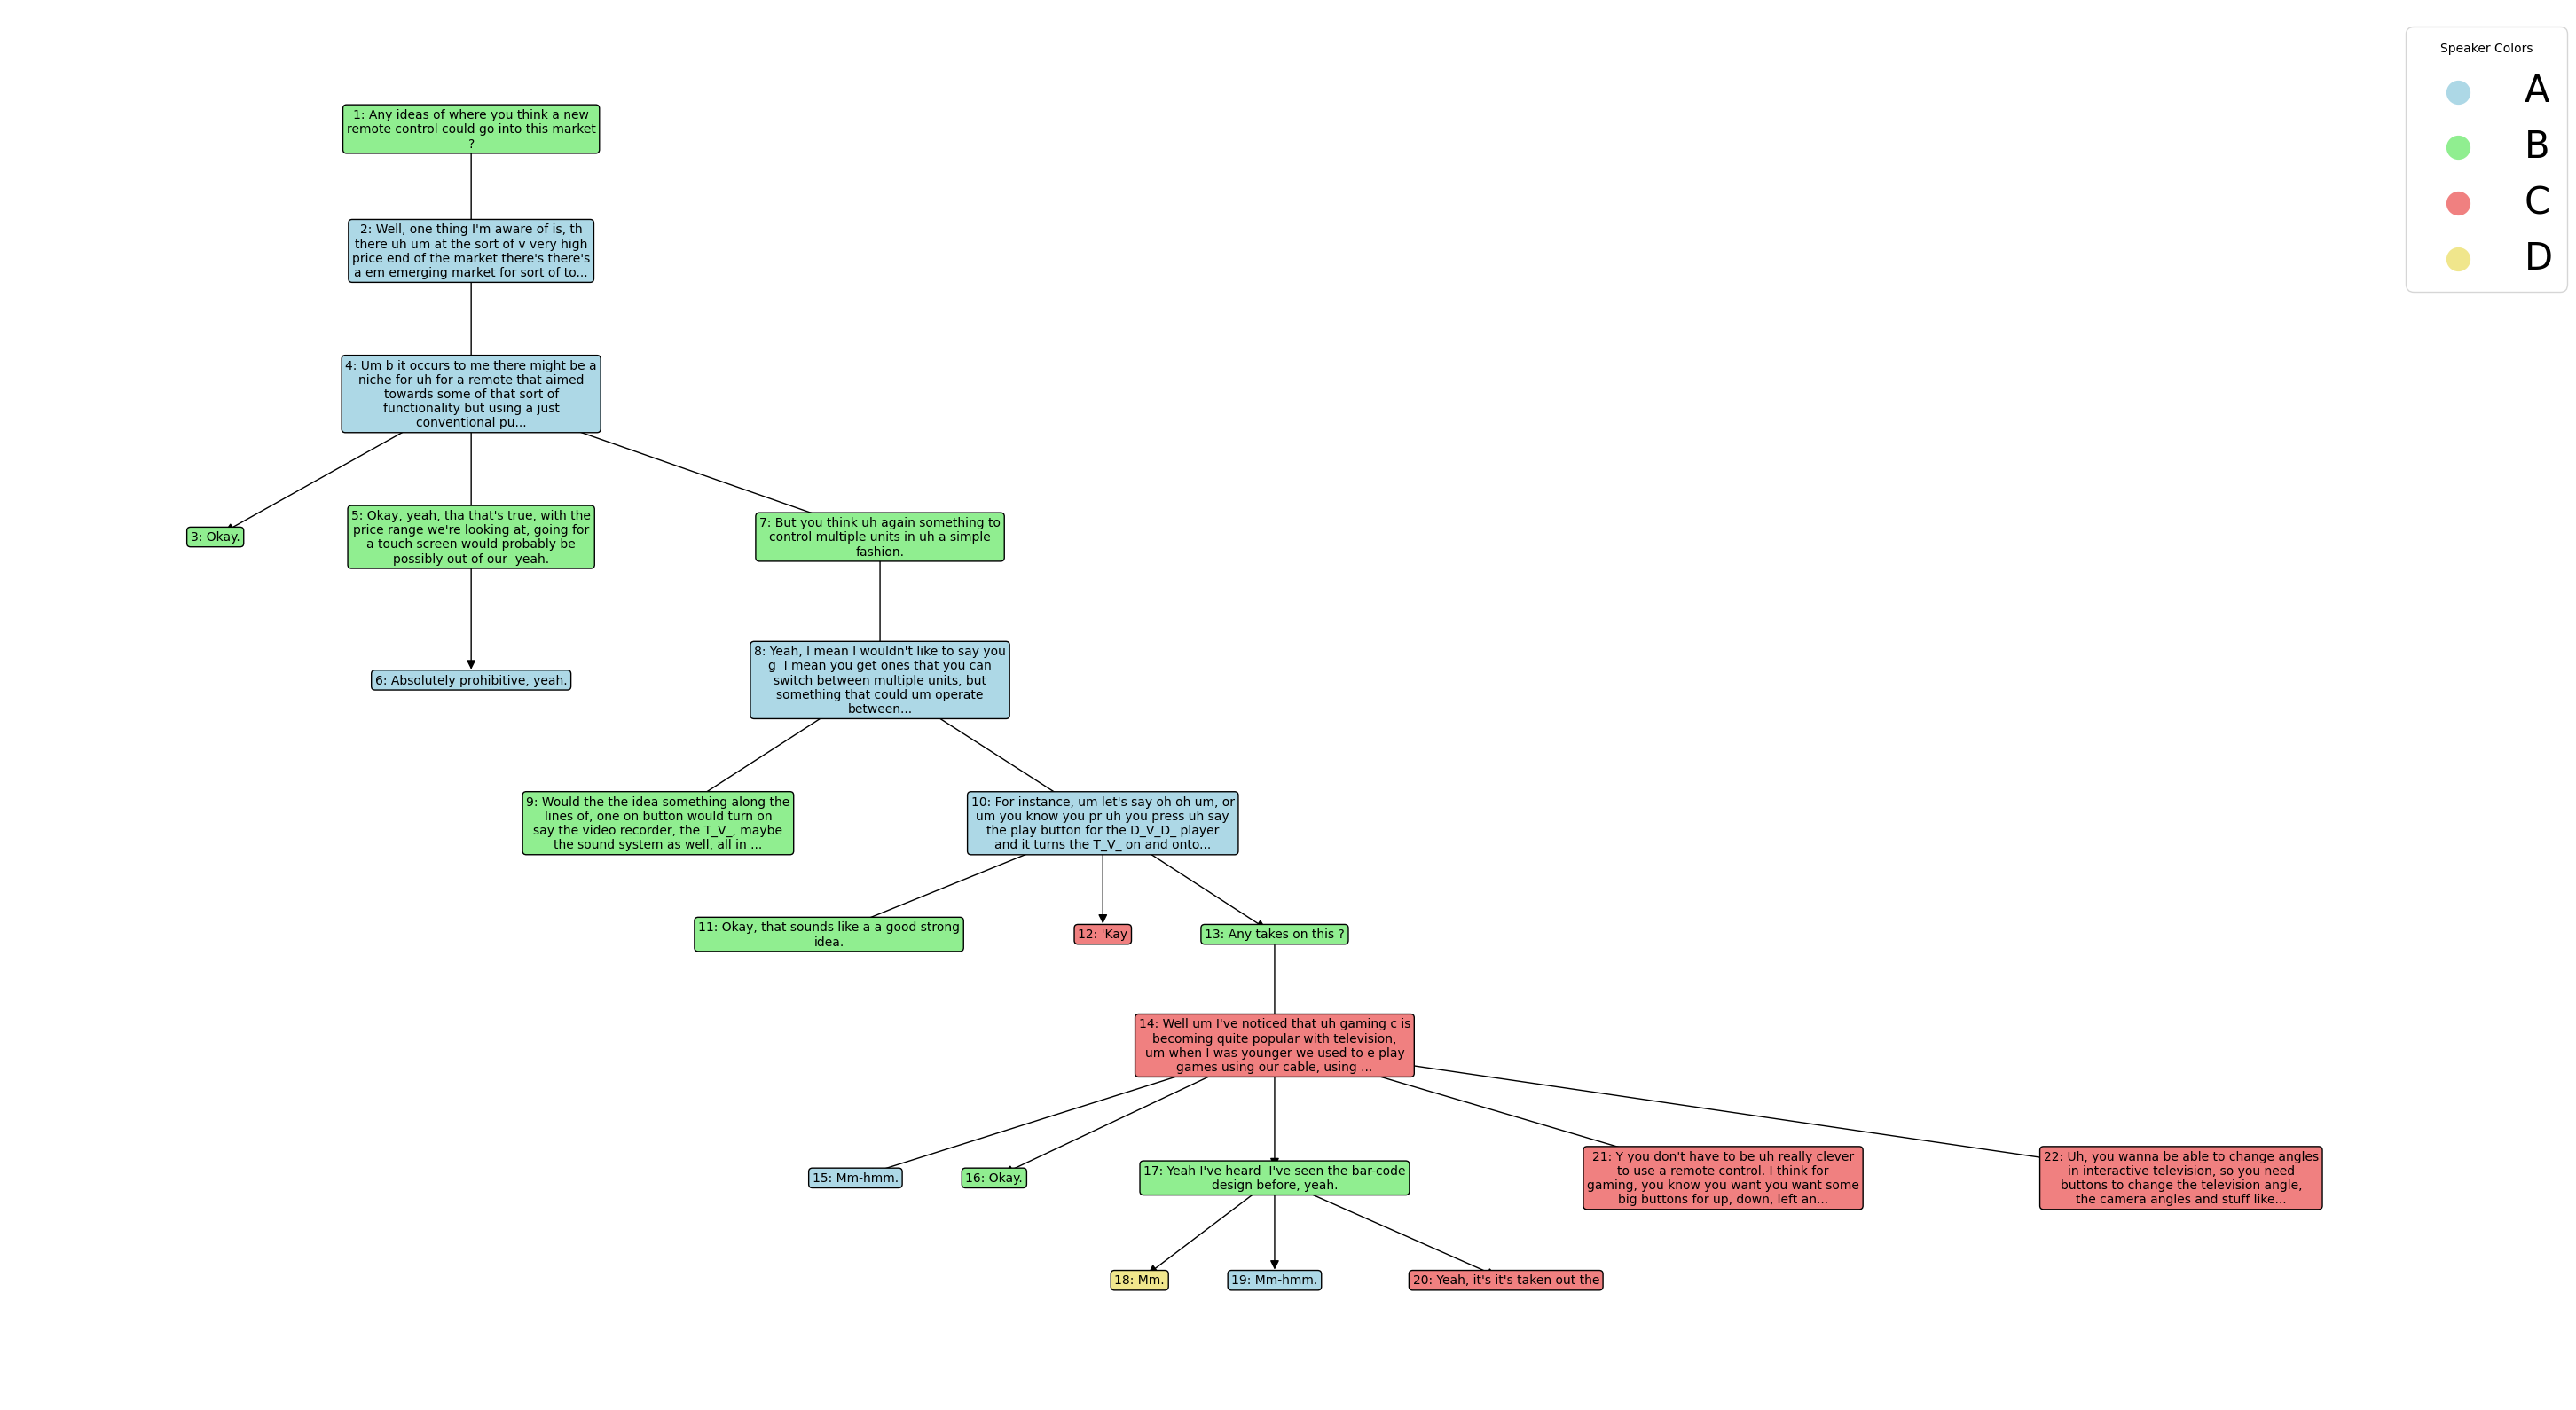 Speaker Colors
A
B
C
D
1: Any ideas of where you think a new
remote control could go into this market
?
2: Well, one thing I'm aware of is, th
there uh um at the sort of v very high
price end of the market there's there's
a em emerging market for sort of to...
4: Um b it occurs to me there might be a
niche for uh for a remote that aimed
towards some of that sort of
functionality but using a just
conventional pu...
3: Okay.
5: Okay, yeah, tha that's true, with the
price range we're looking at, going for
a touch screen would probably be
possibly out of our  yeah.
7: But you think uh again something to
control multiple units in uh a simple
fashion.
6: Absolutely prohibitive, yeah.
8: Yeah, I mean I wouldn't like to say you
g  I mean you get ones that you can
switch between multiple units, but
something that could um operate
between...
9: Would the the idea something along the
lines of, one on button would turn on
say the video recorder, the T_V_, maybe
the sound system as well, all in ...
10: For instance, um let's say oh oh um, or
um you know you pr uh you press uh say
the play button for the D_V_D_ player
and it turns the T_V_ on and onto...
11: Okay, that sounds like a a good strong
idea.
12: 'Kay
13: Any takes on this ?
14: Well um I've noticed that uh gaming c is
becoming quite popular with television,
um when I was younger we used to e play
games using our cable, using ...
15: Mm-hmm.
16: Okay.
17: Yeah I've heard  I've seen the bar-code
design before, yeah.
21: Y you don't have to be uh really clever
to use a remote control. I think for
gaming, you know you want you want some
big buttons for up, down, left an...
22: Uh, you wanna be able to change angles
in interactive television, so you need
buttons to change the television angle,
the camera angles and stuff like...
18: Mm.
19: Mm-hmm.
20: Yeah, it's it's taken out the